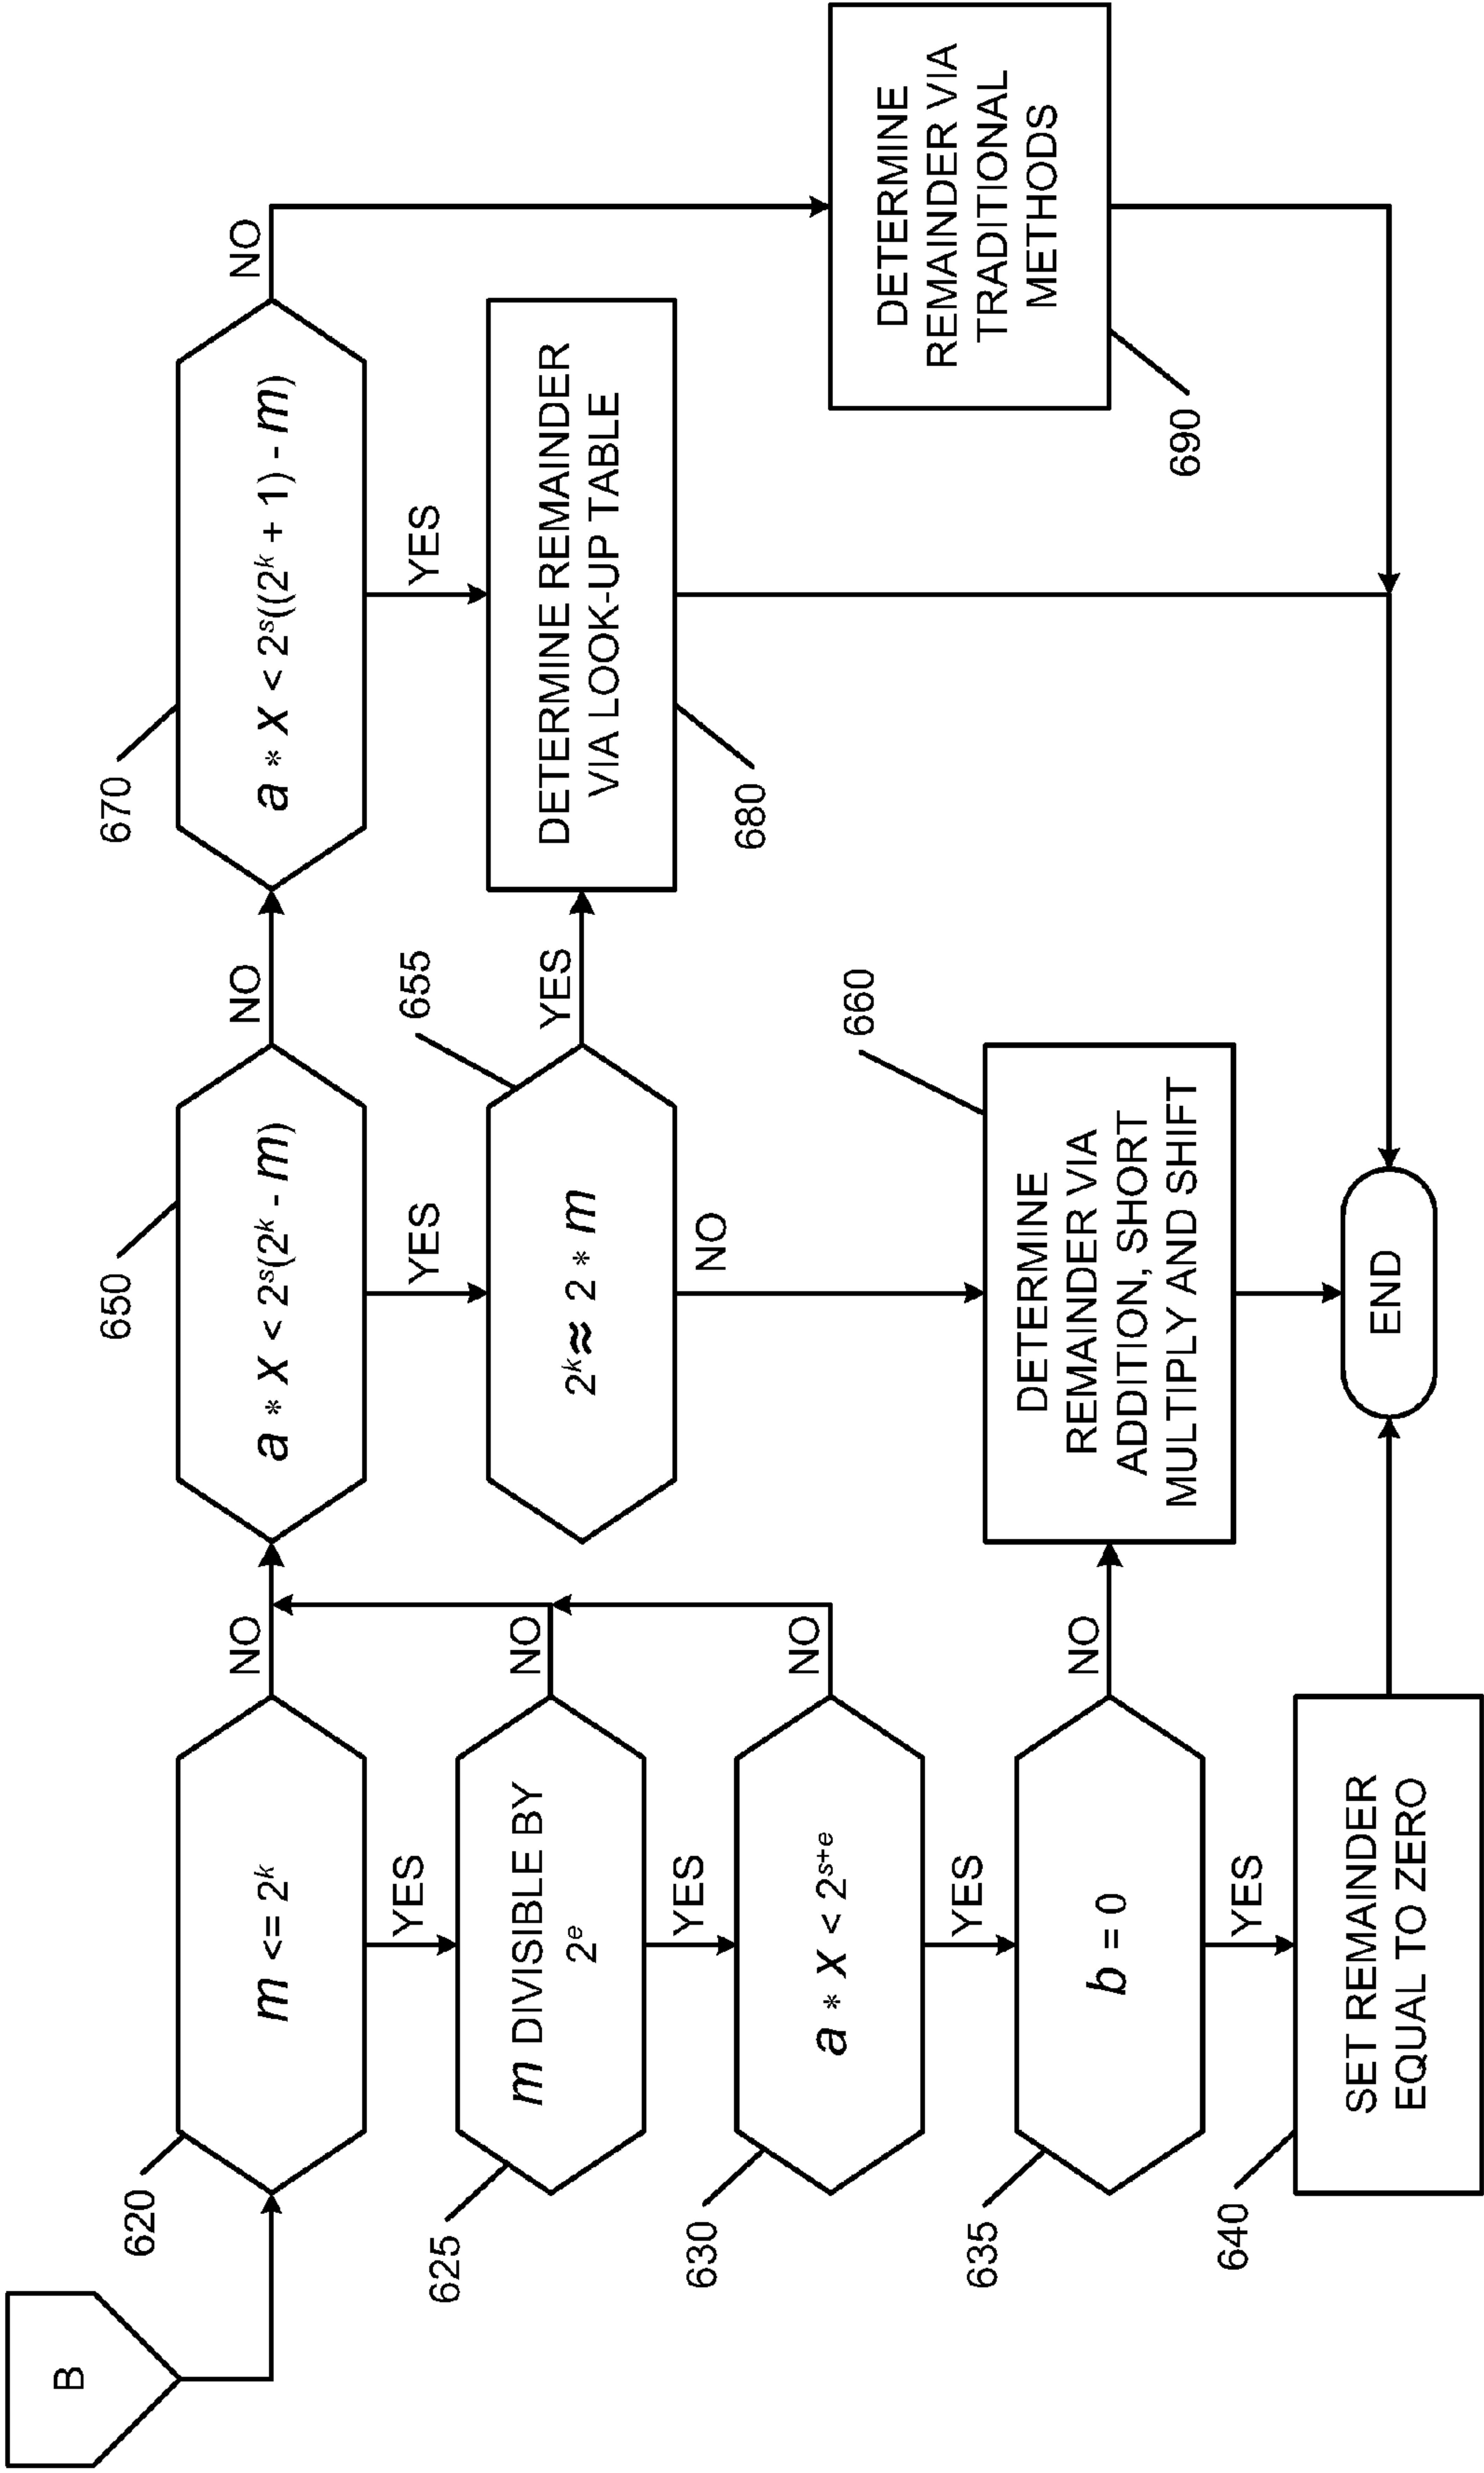 B
620
m <= 2^k
NO
YES
625
m DIVISIBLE BY
2^e
NO
YES
630
a * x < 2^{s+e}
NO
YES
635
b = 0
NO
YES
640
SET REMAINDER
EQUAL TO ZERO
650
a * x < 2^s(2^k - m)
NO
YES
655
2^k ≈ 2 * m
YES
NO
660
DETERMINE
REMAINDER VIA
ADDITION, SHORT
MULTIPLY AND SHIFT
END
670
a * x < 2^s((2^k + 1) - m)
NO
YES
DETERMINE REMAINDER
VIA LOOK-UP TABLE
680
DETERMINE
REMAINDER VIA
TRADITIONAL
METHODS
690